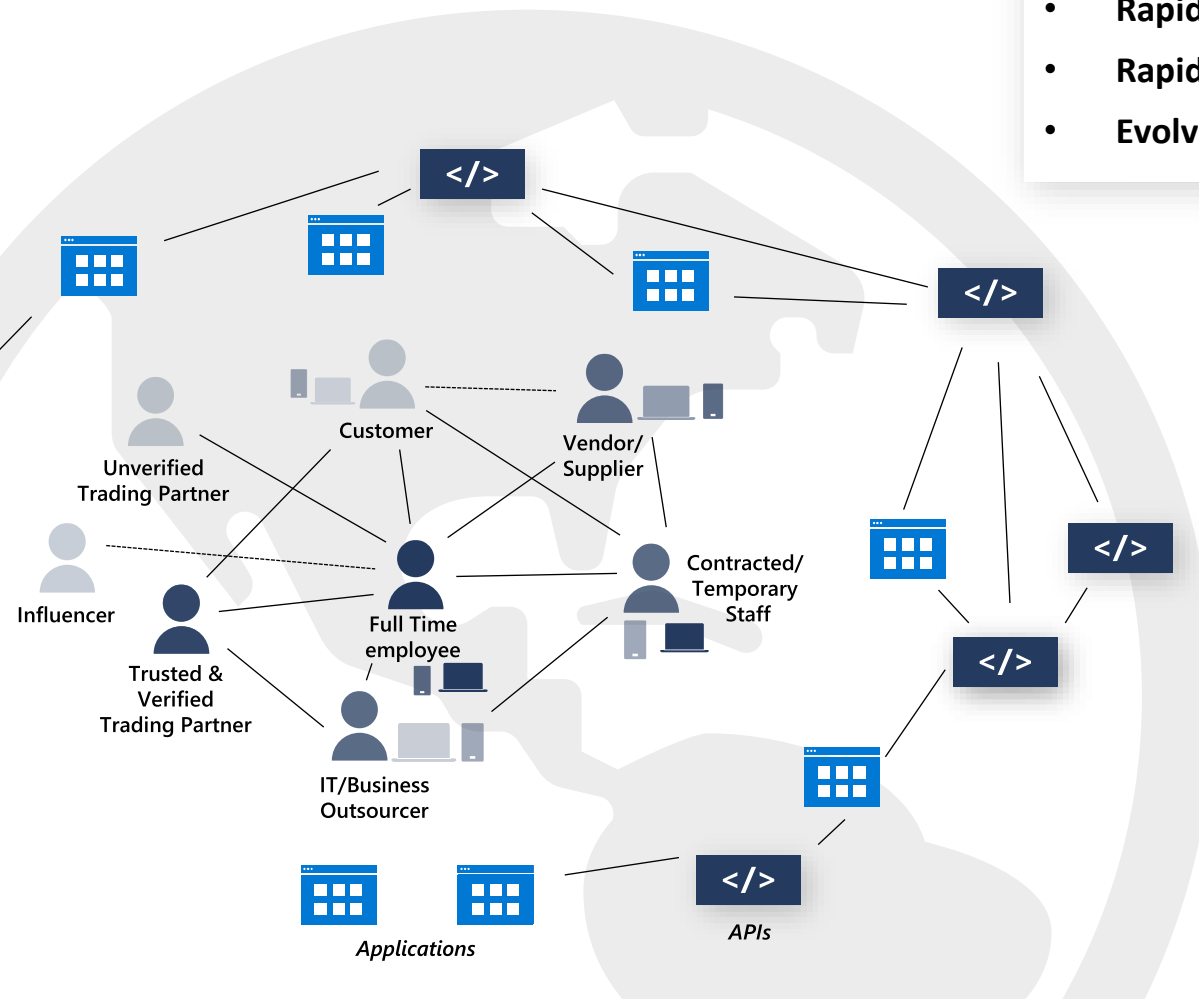 • Rapid
• Rapid
• Evolv
</>
</>
Customer
Vendor/
Supplier
Unverified
Trading Partner
Influencer
Contracted/
Temporary
Staff
</>
Full Time
employee
Trusted &
Verified
Trading Partner
</>
IT/Business
Outsourcer
</>
Applications
APIs